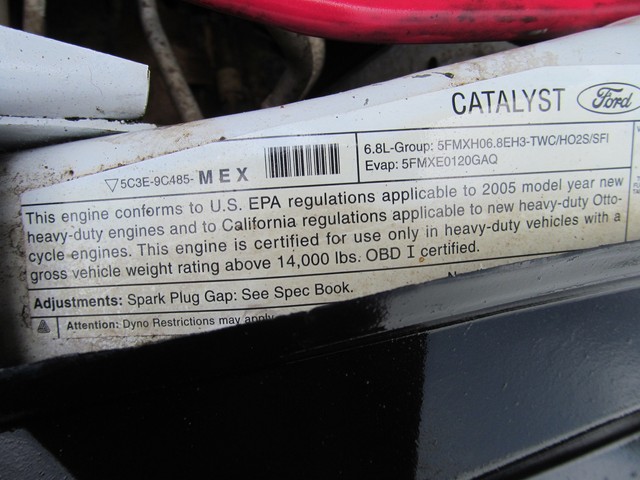 CATALYST Ford
5C3E-9C485- MEX
6.8L-Group: 5FMXH06.8EH3-TWC/HO2S/SFI
Evap: 5FMXE0120GAQ
This engine conforms to U.S. EPA regulations applicable to 2005 model year new
heavy-duty engines and to California regulations applicable to new heavy-duty Otto-
cycle engines. This engine is certified for use only in heavy-duty vehicles with a
gross vehicle weight rating above 14,000 lbs. OBD I certified.
Adjustments: Spark Plug Gap: See Spec Book.
Attention: Dyno Restrictions may apply